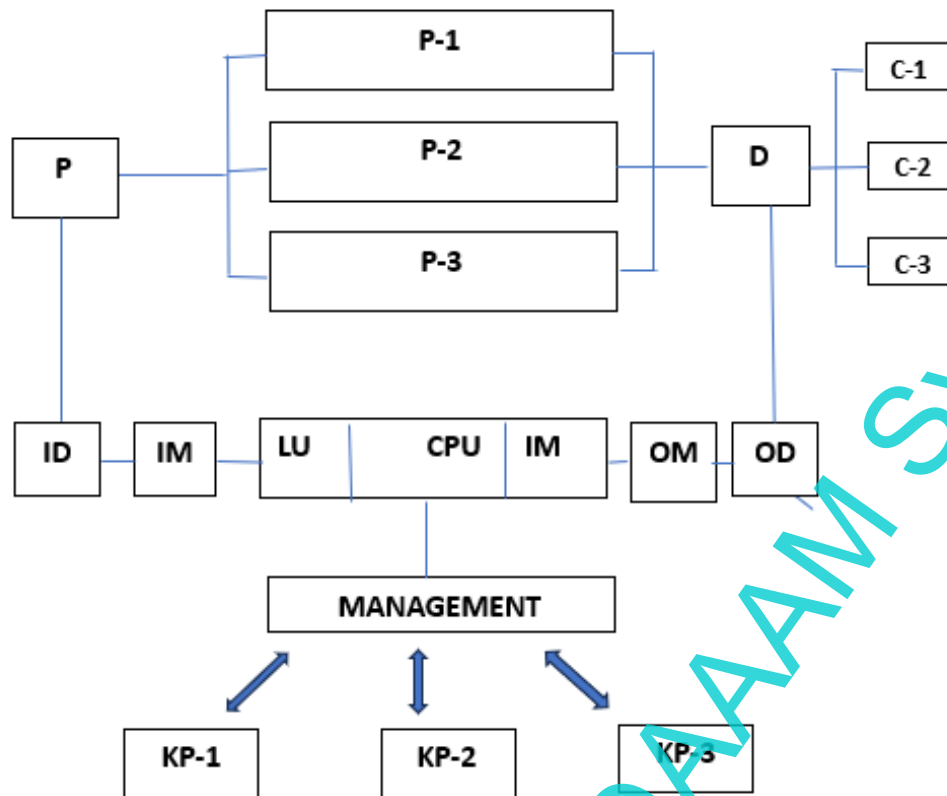 P-1
C-1
P-2
P
D
C-2
P-3
C-3
ID
IM
LU
CPU
IM
OM
OD
MANAGEMENT
KP-1
KP-2
KP-3